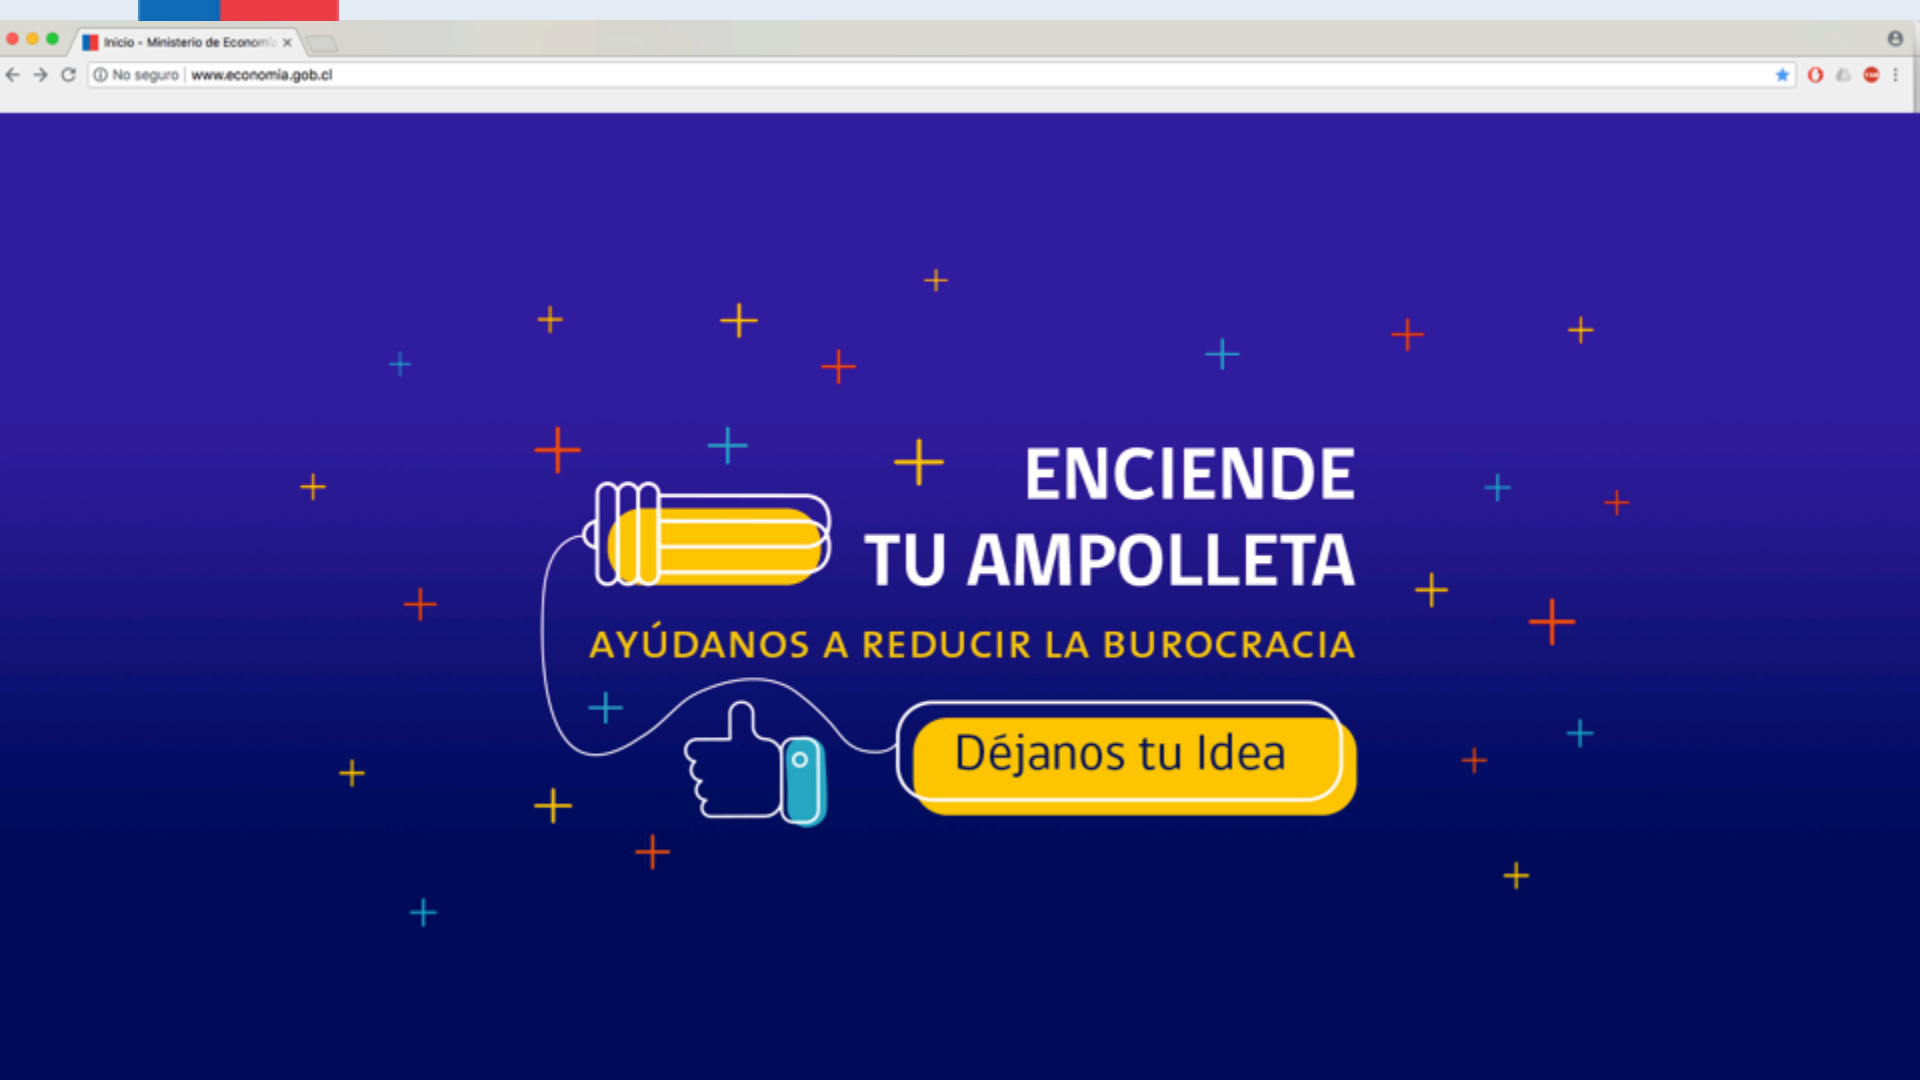 Inicio - Ministerio de Economía
No seguro | www.economia.gob.cl
ENCIENDE
TU AMPOLLETA
AYÚDANOS A REDUCIR LA BUROCRACIA
Déjanos tu Idea